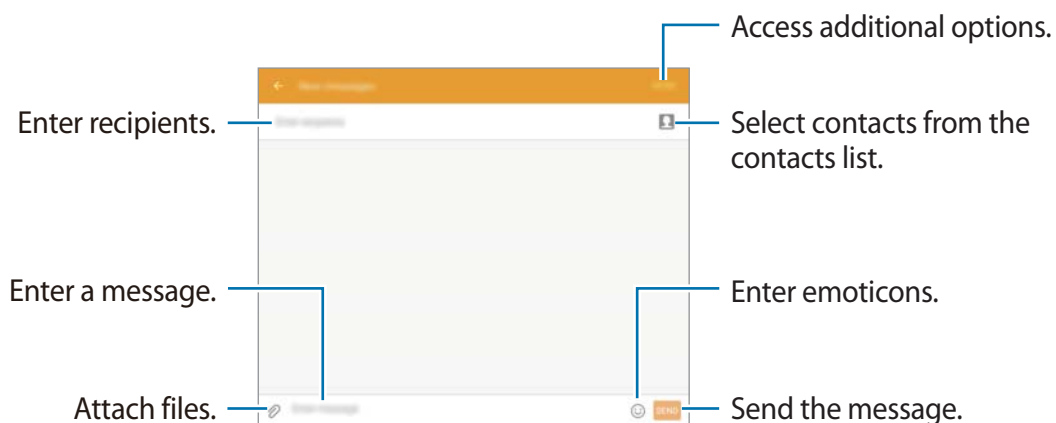 Access additional options.
Enter recipients.
Select contacts from the
contacts list.
Enter a message.
Enter emoticons.
Attach files.
SEND
Send the message.